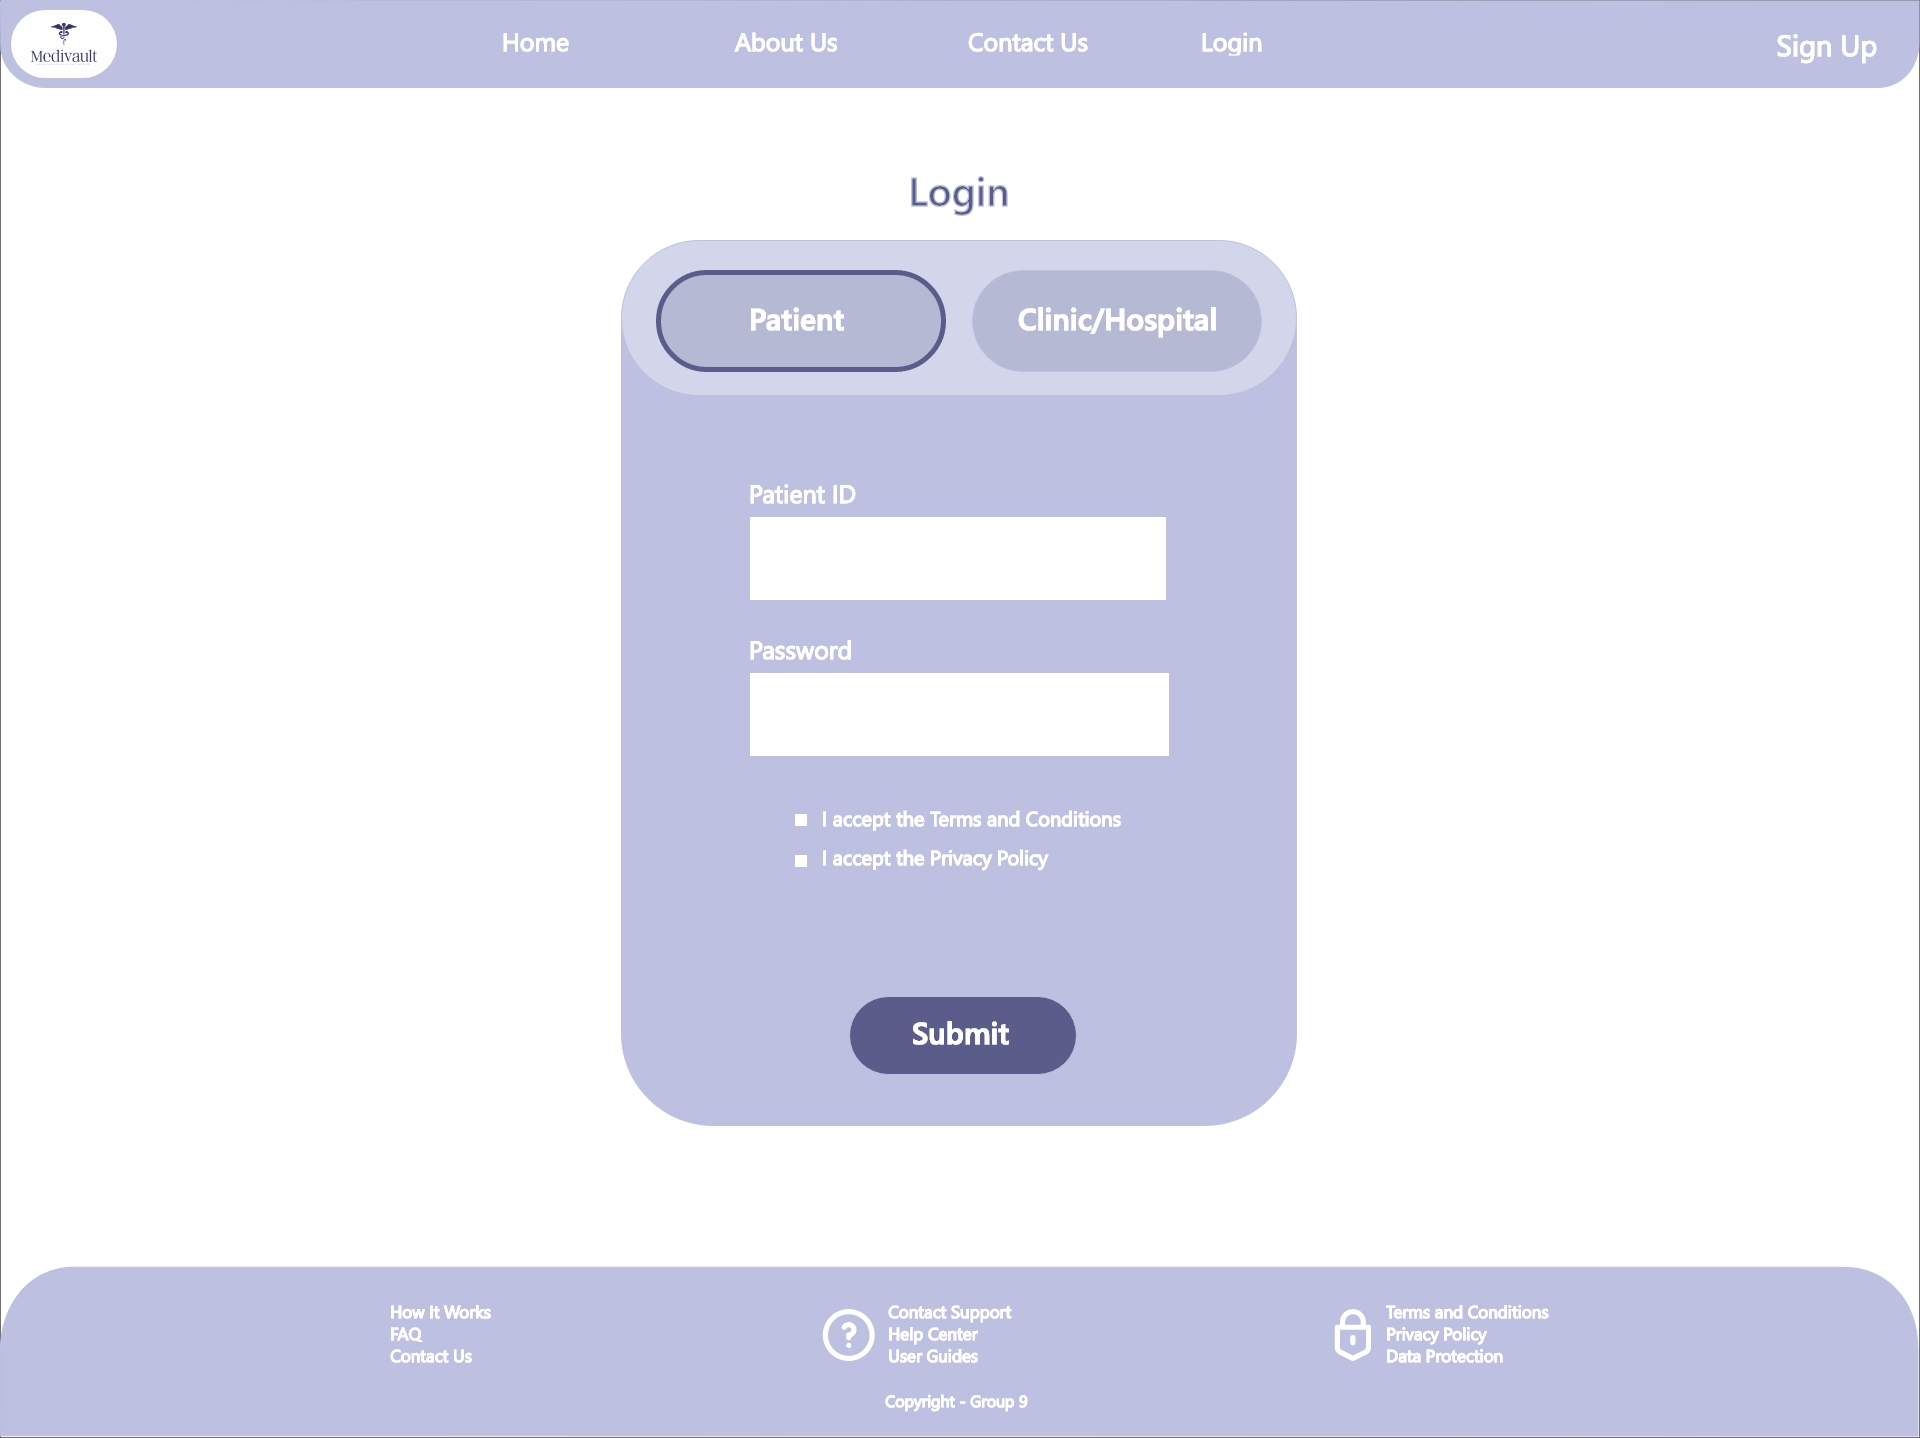 Medivault
Home About Us Contact Us Login Sign Up
Login
Patient Clinic/Hospital
Patient ID
Password
I accept the Terms and Conditions
I accept the Privacy Policy
Submit
How It Works
FAQ
Contact Us
Contact Support
Help Center
User Guides
Terms and Conditions
Privacy Policy
Data Protection
Copyright - Group 9